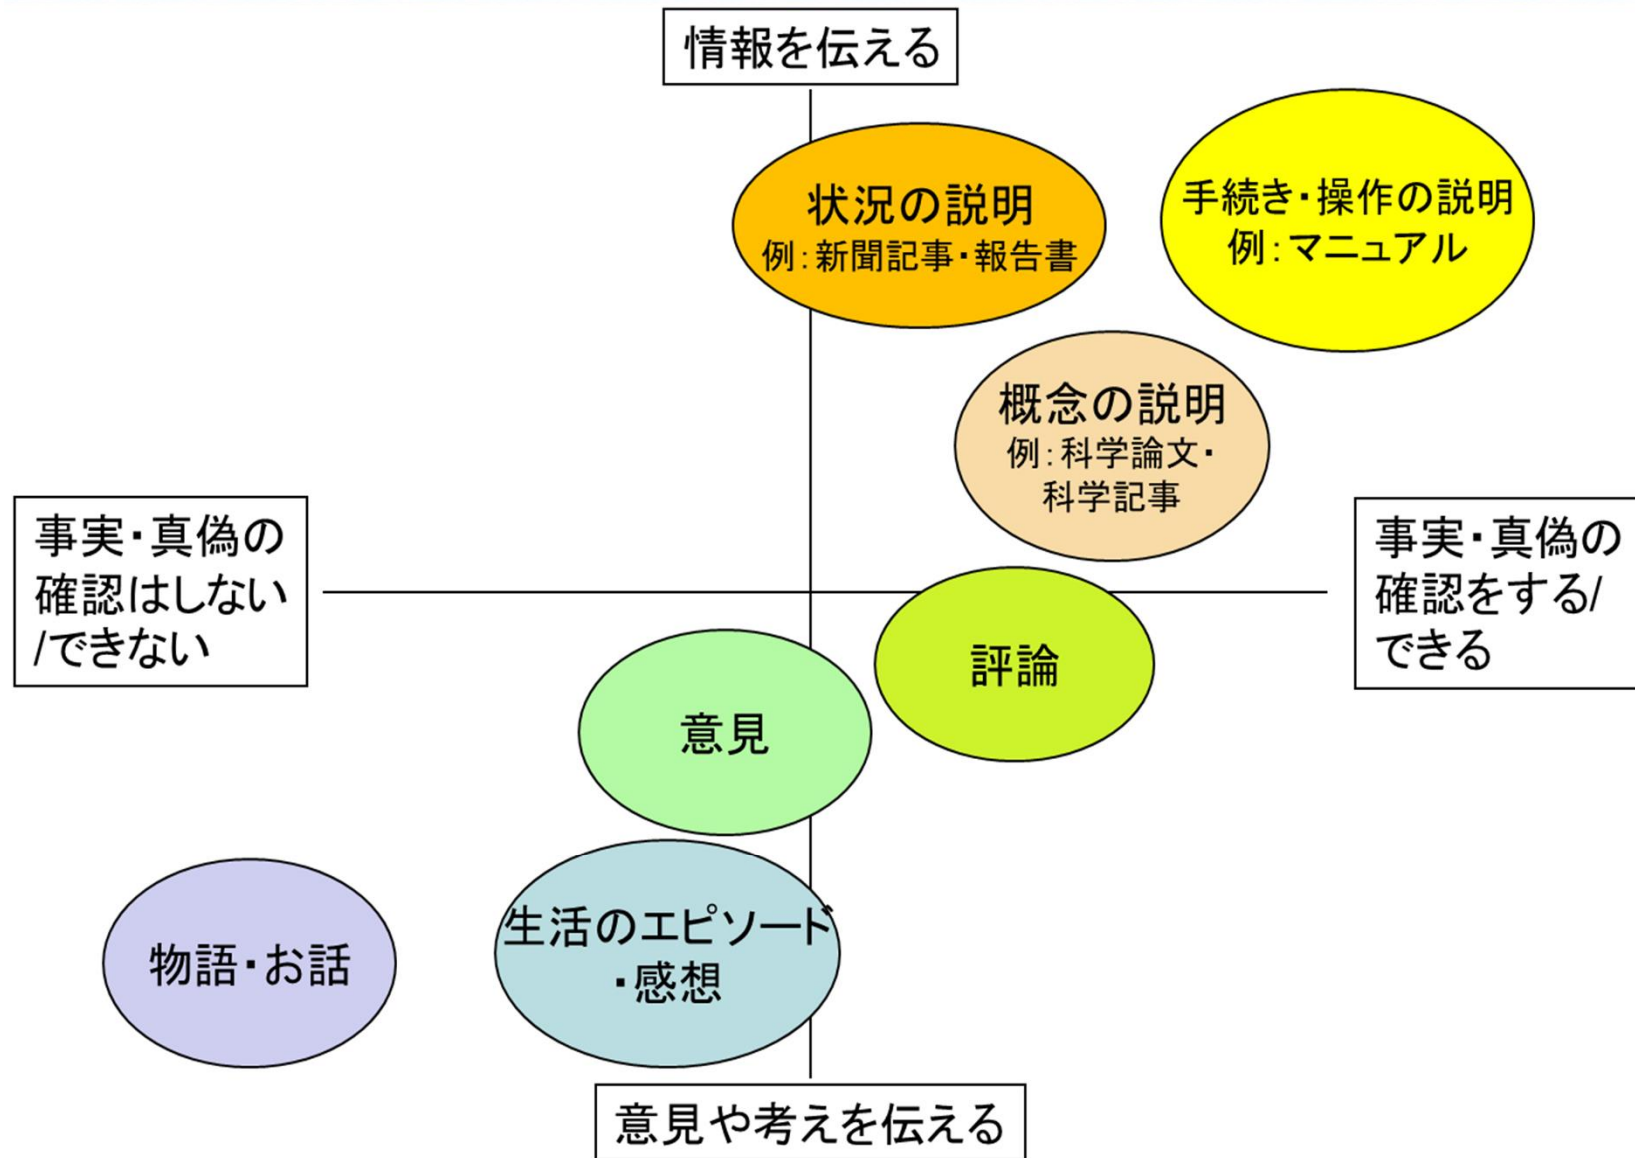 情報を伝える
状況の説明
例：新聞記事・報告書
手続き・操作の説明
例：マニュアル
概念の説明
例：科学論文・
科学記事
事実・真偽の
確認はしない
/できない
事実・真偽の
確認をする/
できる
評論
意見
物語・お話
生活のエピソード
・感想
意見や考えを伝える